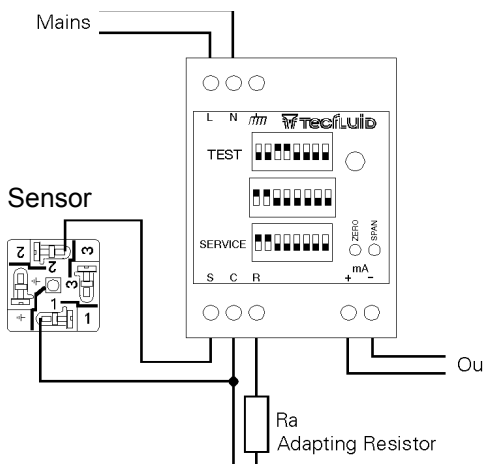 Mains
L N
Tecfluid
TEST
Sensor
SERVICE
ZERO
SPAN
mA
S C R
+ -
2 2 3 3
1 1
Ou
Ra
Adapting Resistor